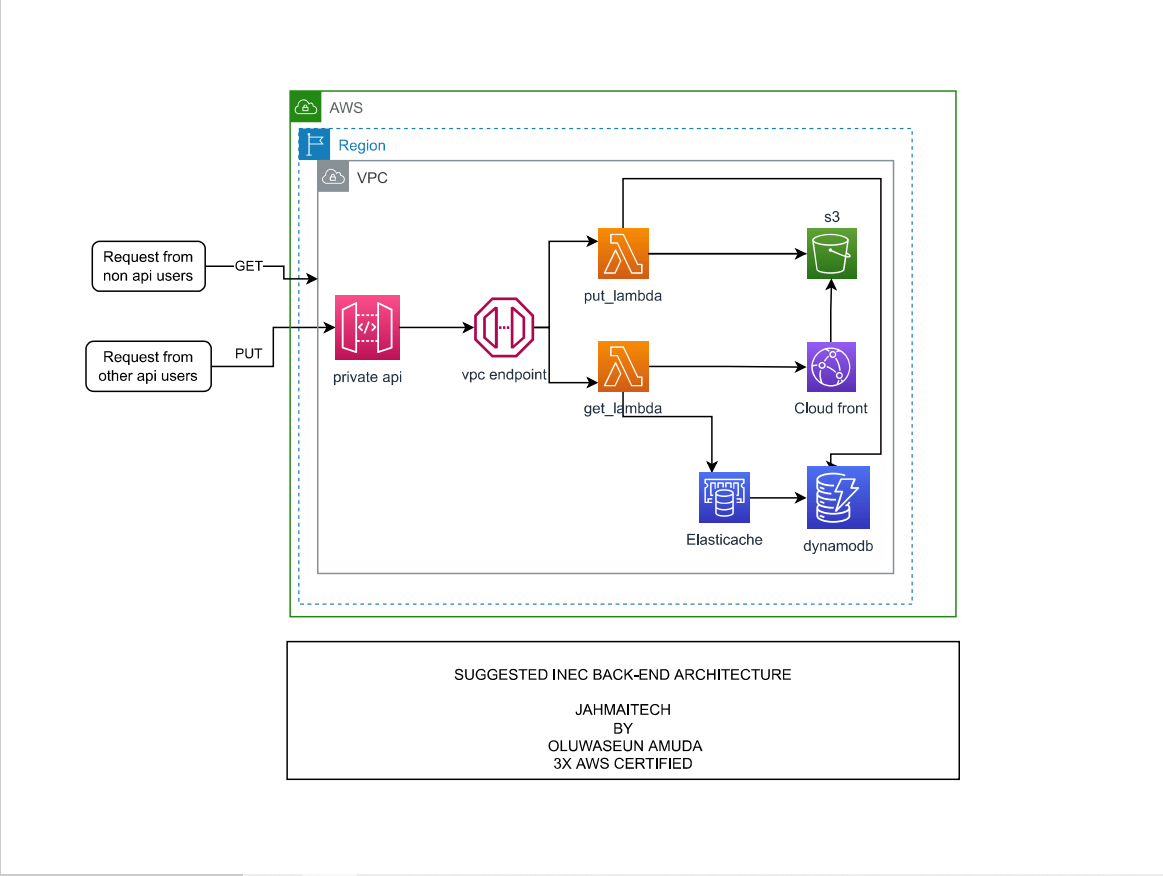 AWS
Region
VPC
s3
Request from
non api users
GET
put_lambda
Request from
other api users
PUT
private api
vpc endpoint
get_lambda
Cloud front
Elasticache
dynamodb
SUGGESTED INEC BACK-END ARCHITECTURE
JAHMAITECH
BY
OLUWASEUN AMUDA
3X AWS CERTIFIED